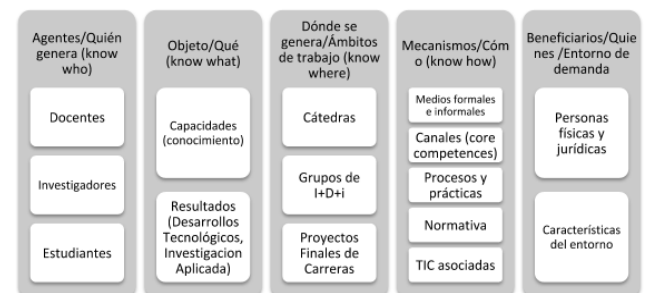 Agentes/Quién
genera (know
who)
Docentes
Investigadores
Estudiantes
Objeto/Qué
(know what)
Capacidades
(conocimiento)
Resultados
(Desarrollos
Tecnológicos,
Investigacion
Aplicada)
Dónde se
genera/Ámbitos
de trabajo (know
where)
Cátedras
Grupos de
I+D+i
Proyectos
Finales de
Carreras
Mecanismos/Cóm
o (know how)
Medios formales
e informales
Canales (core
competences)
Procesos y
prácticas
Normativa
TIC asociadas
Beneficiarios/Quie
nes /Entorno de
demanda
Personas
físicas y
jurídicas
Características
del entorno